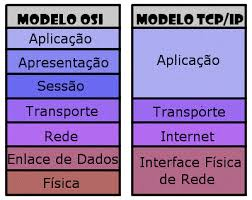 MODELO OSI
Aplicação
Apresentação
Sessão
Transporte
Rede
Enlace de Dados
Física
MODELO TCP/IP
Aplicação
Transporte
Internet
Interface Física
de Rede